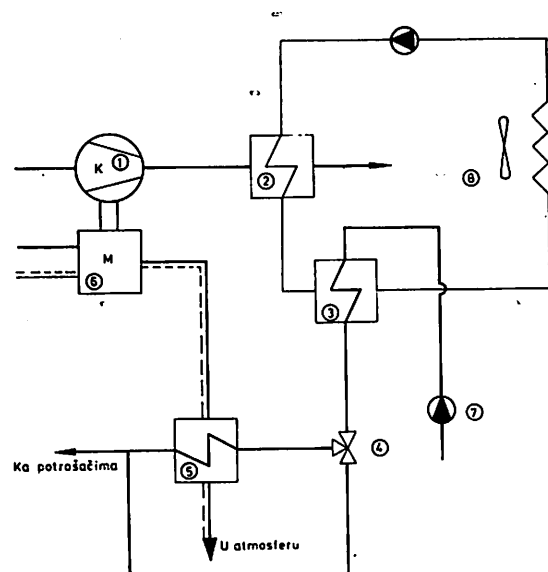 K ①
②
⑧
M
⑥
③
⑦
④
⑤
Ka potrošačima
U atmosferu